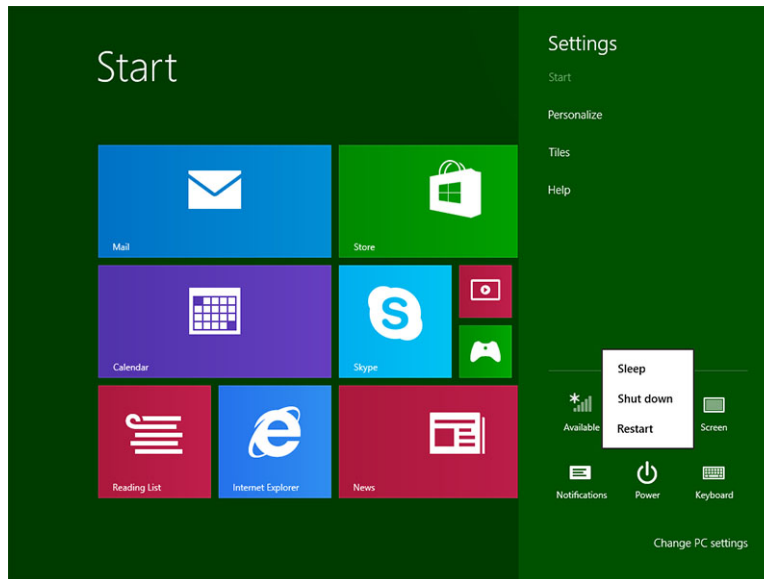 Start
Mail
Store
Calendar
Skype
Reading List
Internet Explorer
News
Settings
Start
Personalize
Tiles
Help
Sleep
Shut down
Restart
Available
Screen
Notifications
Power
Keyboard
Change PC settings